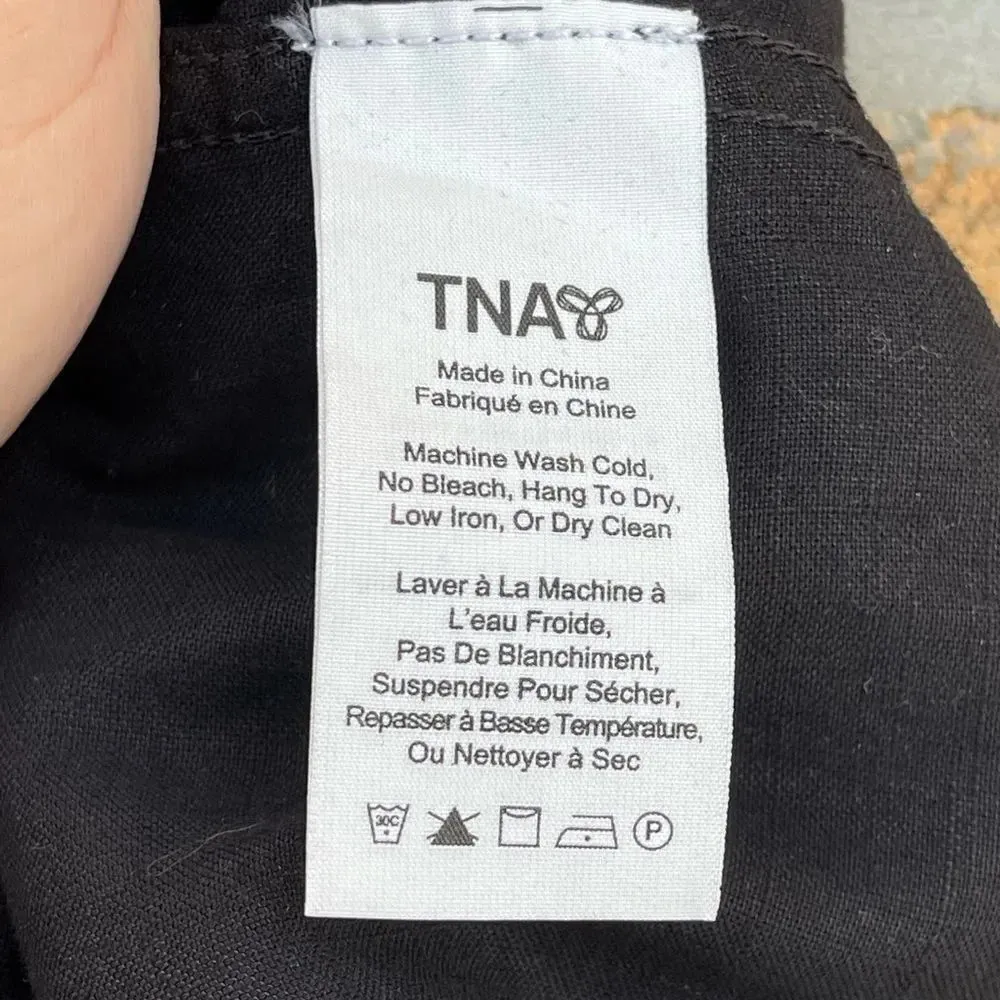 TNA
Made in China
Fabriqué en Chine
Machine Wash Cold,
No Bleach, Hang To Dry,
Low Iron, Or Dry Clean
Laver à La Machine à
L'eau Froide,
Pas De Blanchiment,
Suspendre Pour Sécher,
Repasser à Basse Température,
Ou Nettoyer à Sec
30C P